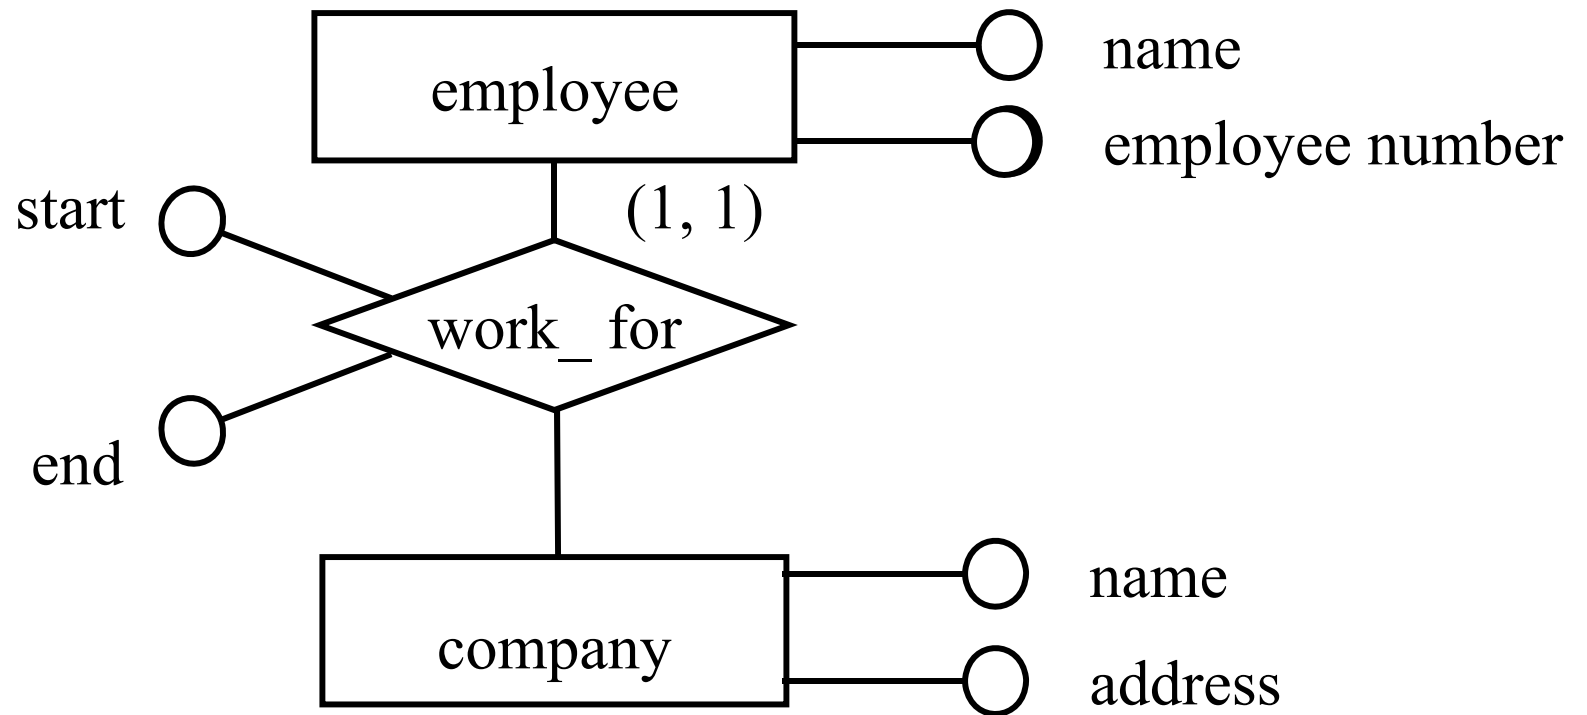 name
employee
employee number
start
(1, 1)
work_ for
end
name
company
address